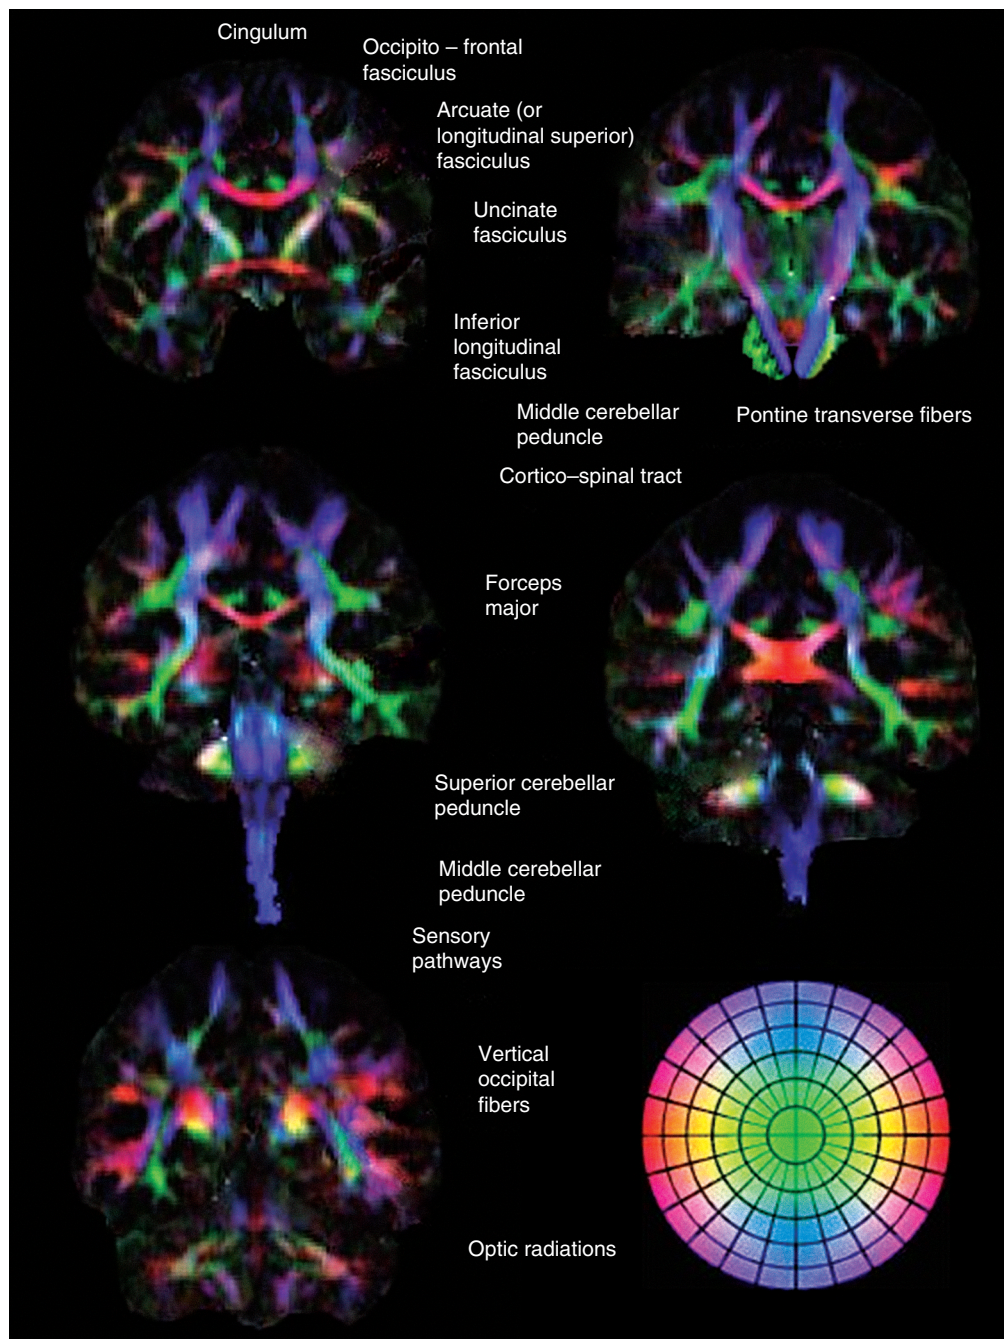 Cingulum
Occipito – frontal
fasciculus
Arcuate (or
longitudinal superior)
fasciculus
Uncinate
fasciculus
Inferior
longitudinal
fasciculus
Middle cerebellar
peduncle
Pontine transverse fibers
Cortico–spinal tract
Forceps
major
Superior cerebellar
peduncle
Middle cerebellar
peduncle
Sensory
pathways
Vertical
occipital
fibers
Optic radiations